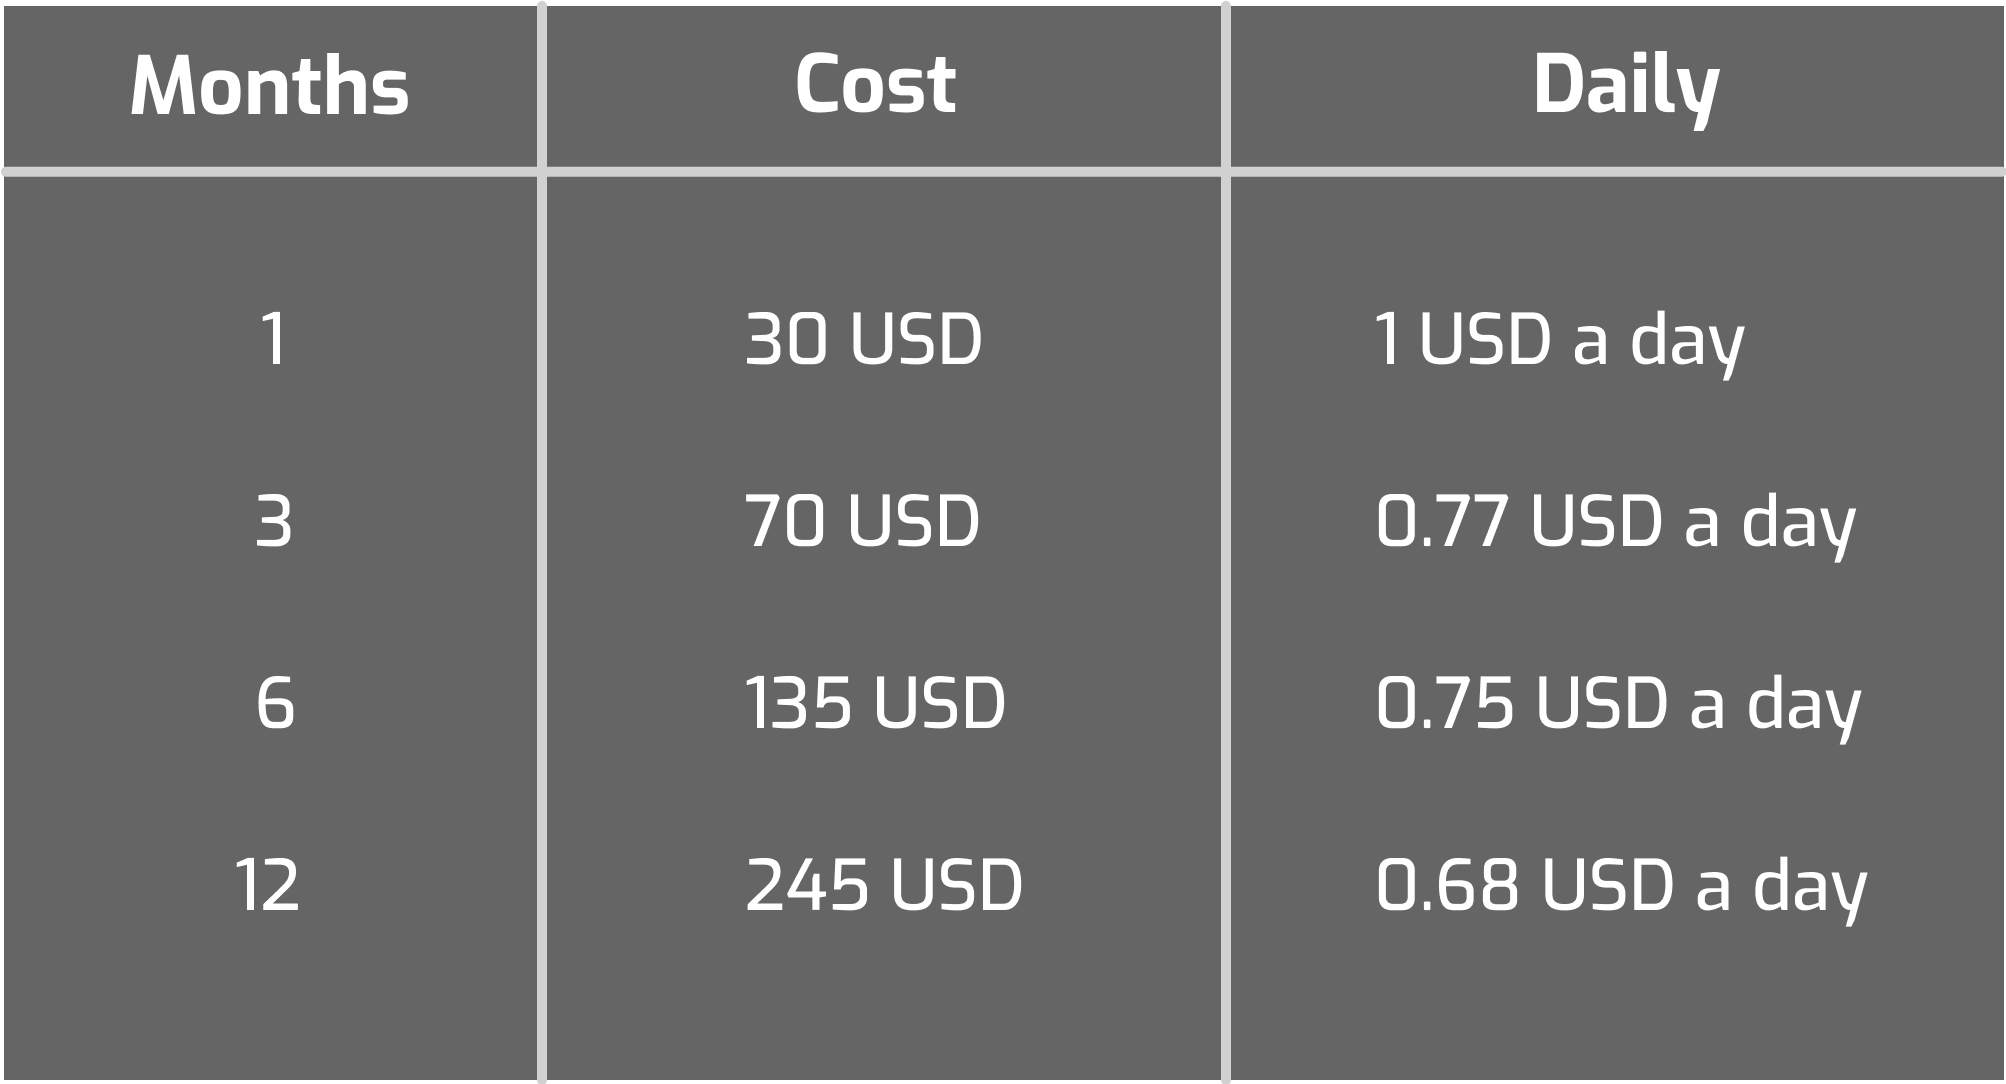 Months Cost Daily
1 30 USD 1 USD a day
3 70 USD 0.77 USD a day
6 135 USD 0.75 USD a day
12 245 USD 0.68 USD a day